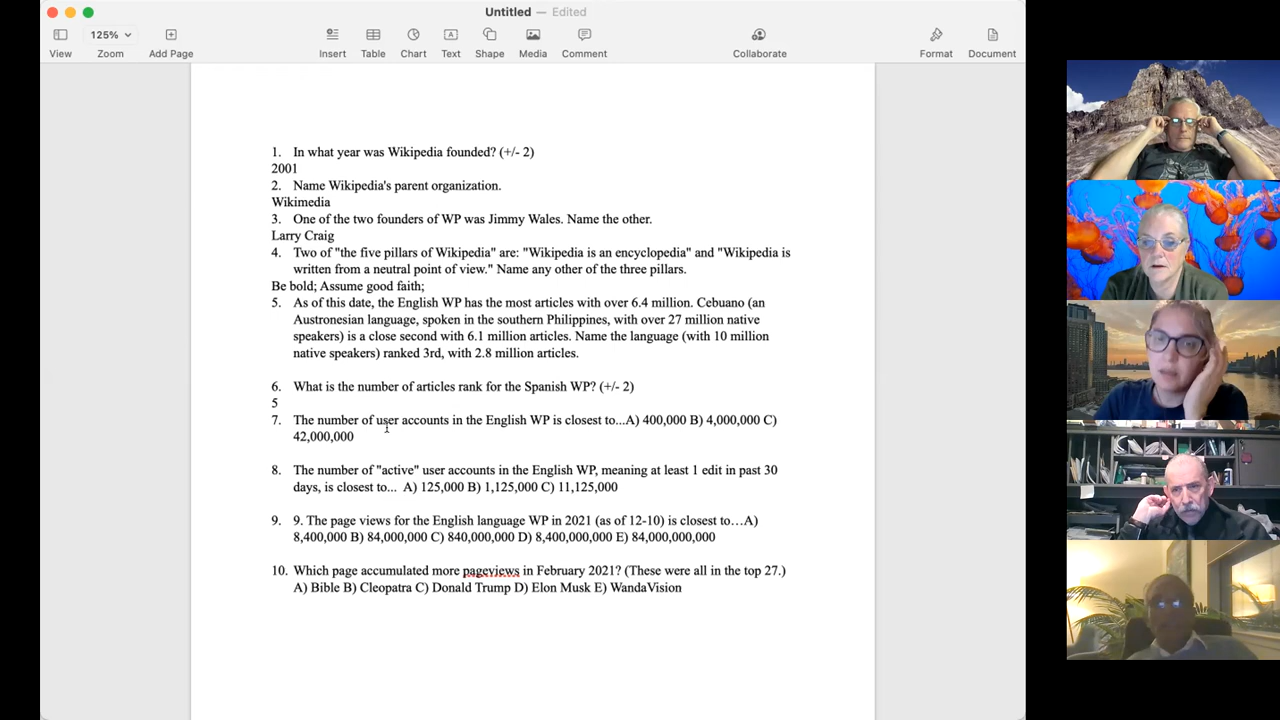 Untitled — Edited
125%
View Zoom Add Page Insert Table Chart Text Shape Media Comment Collaborate Format Document
1. In what year was Wikipedia founded? (+/- 2)
2001
2. Name Wikipedia's parent organization.
Wikimedia
3. One of the two founders of WP was Jimmy Wales. Name the other.
Larry Craig
4. Two of "the five pillars of Wikipedia" are: "Wikipedia is an encyclopedia" and "Wikipedia is
written from a neutral point of view." Name any other of the three pillars.
Be bold; Assume good faith;
5. As of this date, the English WP has the most articles with over 6.4 million. Cebuano (an
Austronesian language, spoken in the southern Philippines, with over 27 million native
speakers) is a close second with 6.1 million articles. Name the language (with 10 million
native speakers) ranked 3rd, with 2.8 million articles.
6. What is the number of articles rank for the Spanish WP? (+/- 2)
5
7. The number of user accounts in the English WP is closest to...A) 400,000 B) 4,000,000 C)
42,000,000
8. The number of "active" user accounts in the English WP, meaning at least 1 edit in past 30
days, is closest to... A) 125,000 B) 1,125,000 C) 11,125,000
9. 9. The page views for the English language WP in 2021 (as of 12-10) is closest to…A)
8,400,000 B) 84,000,000 C) 840,000,000 D) 8,400,000,000 E) 84,000,000,000
10. Which page accumulated more pageviews in February 2021? (These were all in the top 27.)
A) Bible B) Cleopatra C) Donald Trump D) Elon Musk E) WandaVision